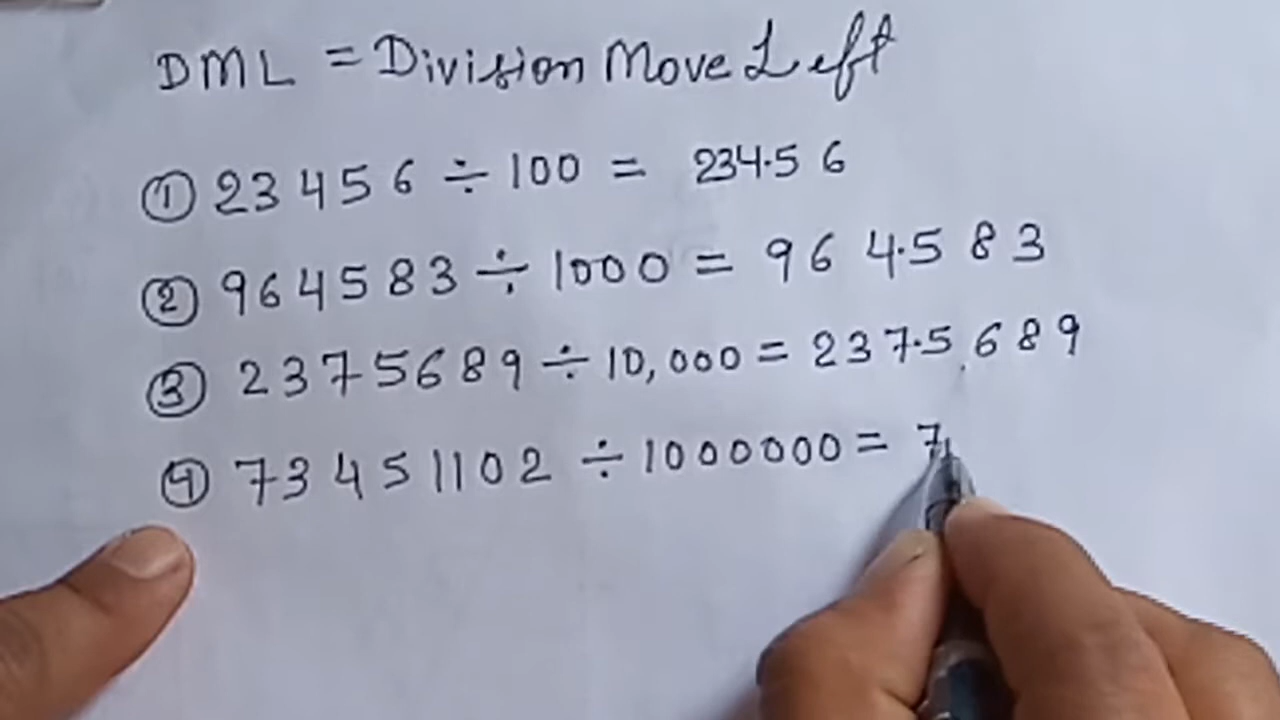 DML = Division Move Left
① 23456 ÷ 100 = 234.56
② 964583 ÷ 1000 = 964.583
③ 2375689 ÷ 10,000 = 237.5689
④ 73451102 ÷ 1000000 = 7